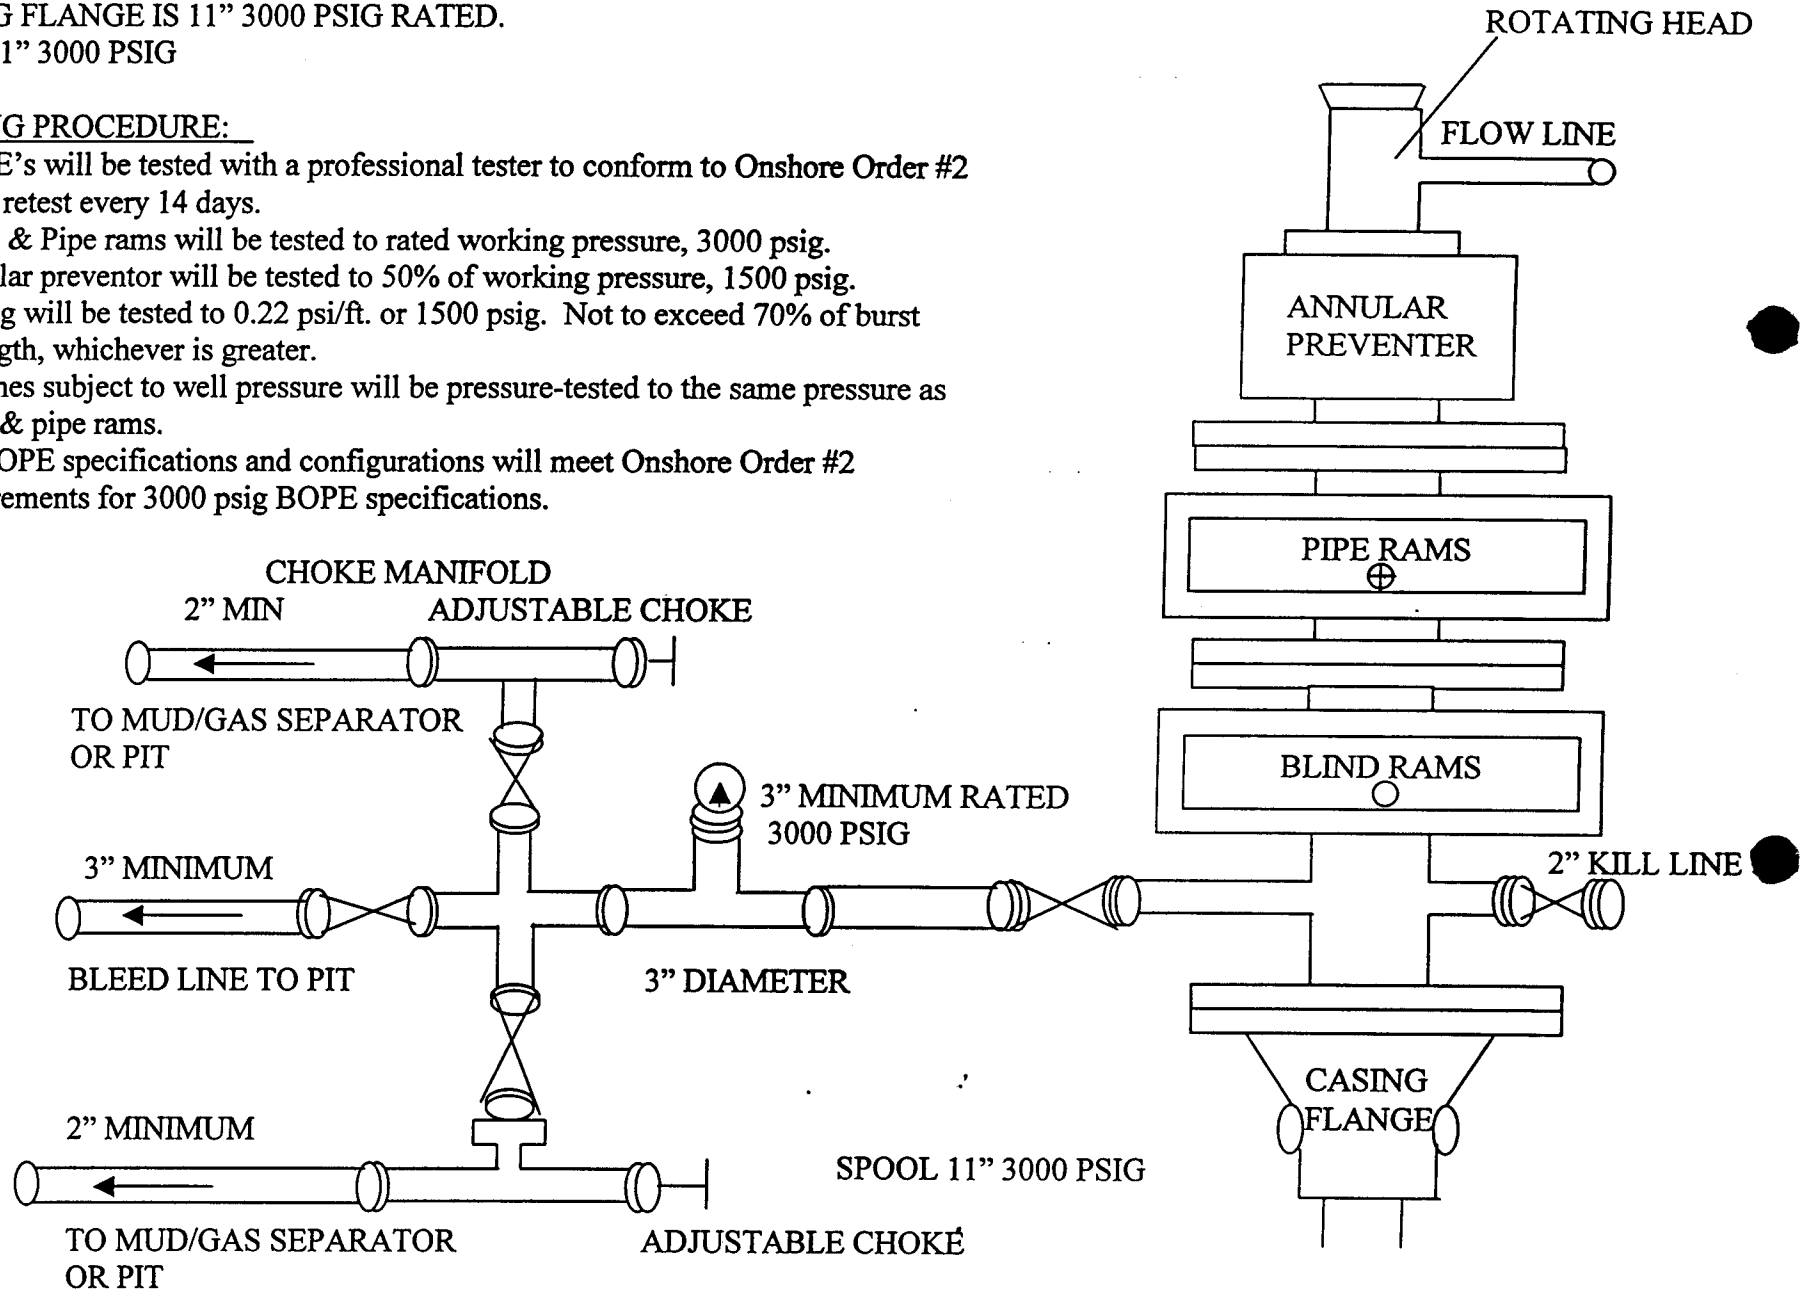 G FLANGE IS 11” 3000 PSIG RATED.
1” 3000 PSIG
NG PROCEDURE:
E’s will be tested with a professional tester to conform to Onshore Order #2
retest every 14 days.
& Pipe rams will be tested to rated working pressure, 3000 psig.
lar preventor will be tested to 50% of working pressure, 1500 psig.
g will be tested to 0.22 psi/ft. or 1500 psig. Not to exceed 70% of burst
gth, whichever is greater.
nes subject to well pressure will be pressure-tested to the same pressure as
& pipe rams.
OPE specifications and configurations will meet Onshore Order #2
rements for 3000 psig BOPE specifications.
ROTATING HEAD
FLOW LINE
ANNULAR
PREVENTER
PIPE RAMS
BLIND RAMS
2” KILL LINE
CASING
FLANGE
CHOKE MANIFOLD
2” MIN
ADJUSTABLE CHOKE
TO MUD/GAS SEPARATOR
OR PIT
3” MINIMUM RATED
3000 PSIG
3” MINIMUM
BLEED LINE TO PIT
3” DIAMETER
2” MINIMUM
SPOOL 11” 3000 PSIG
TO MUD/GAS SEPARATOR
OR PIT
ADJUSTABLE CHOKE